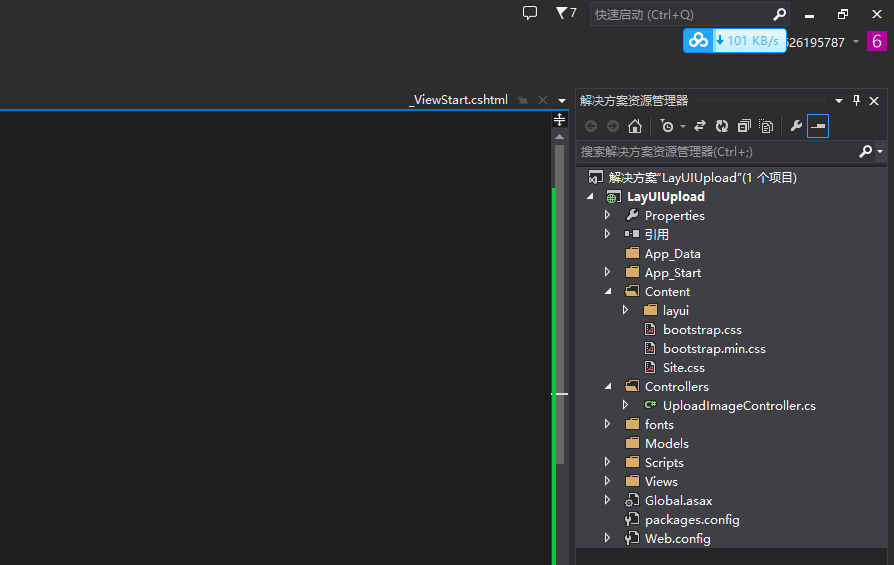 7
快速启动 (Ctrl+Q)
101 KB/s
526195787
6
_ViewStart.cshtml
解决方案资源管理器
搜索解决方案资源管理器(Ctrl+;)
解决方案"LayUIUpload"(1 个项目)
LayUIUpload
Properties
引用
App_Data
App_Start
Content
layui
bootstrap.css
bootstrap.min.css
Site.css
Controllers
C# UploadImageController.cs
fonts
Models
Scripts
Views
Global.asax
packages.config
Web.config